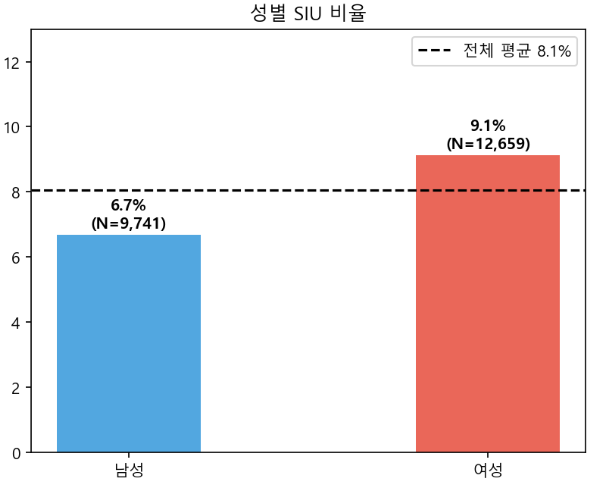 성별 SIU 비율
전체 평균 8.1%
12
10
8
6
4
2
0
9.1%
(N=12,659)
6.7%
(N=9,741)
남성
여성